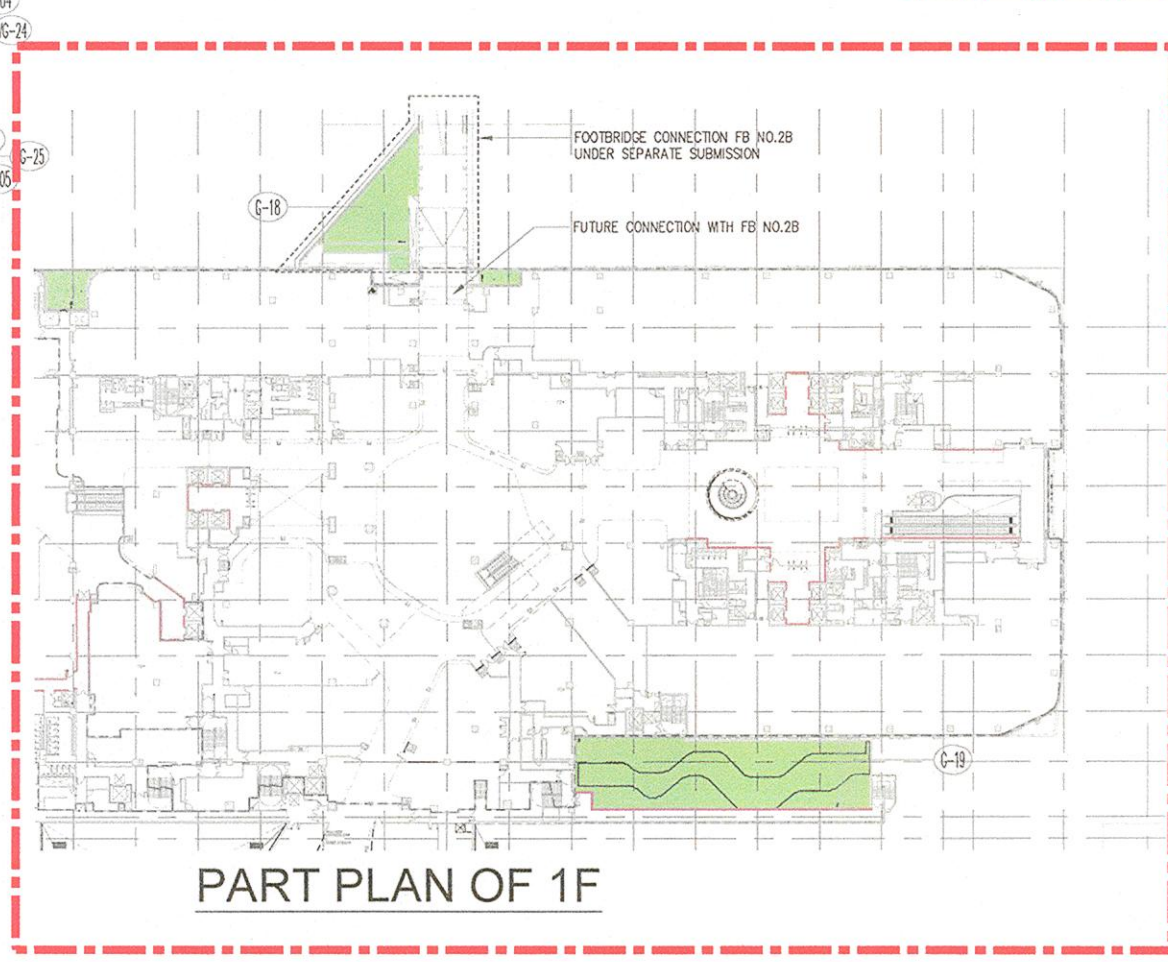 G-24
G-25
05
FOOTBRIDGE CONNECTION FB NO.2B
UNDER SEPARATE SUBMISSION
G-18
FUTURE CONNECTION WITH FB NO.2B
G-19
PART PLAN OF 1F